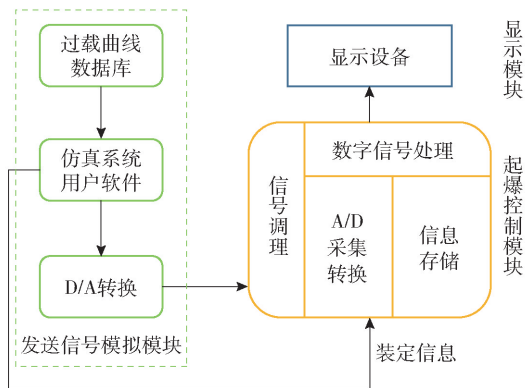 过载曲线
数据库
仿真系统
用户软件
D/A转换
发送信号模拟模块
显示设备
显示模块
数字信号处理
信号调理
A/D
采集
转换
信息
存储
起爆控制模块
装定信息